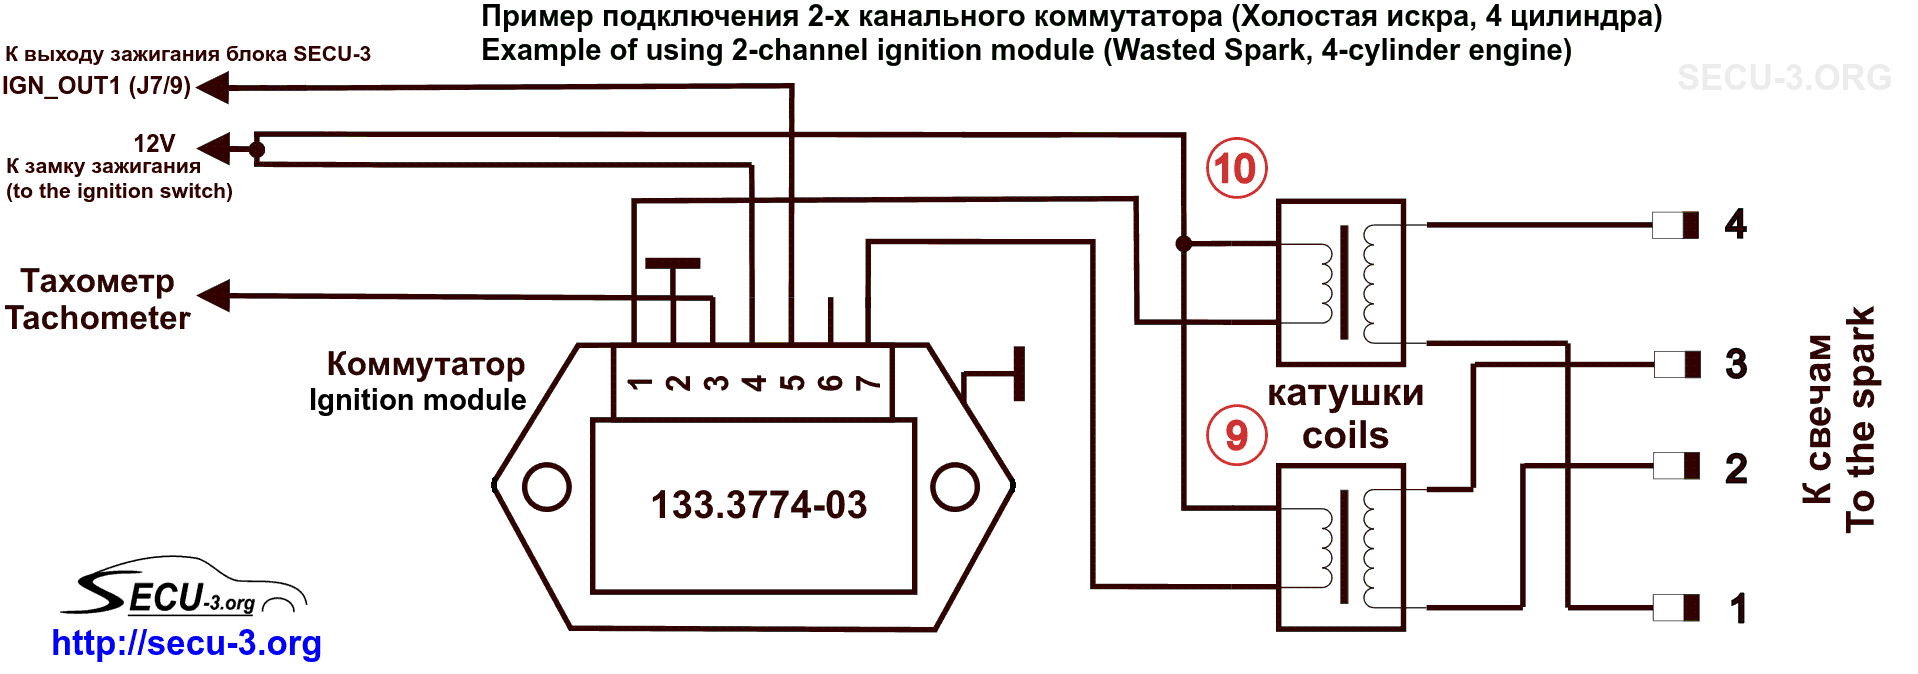 Пример подключения 2-х канального коммутатора (Холостая искра, 4 цилиндра)
Example of using 2-channel ignition module (Wasted Spark, 4-cylinder engine)
SECU-3.ORG
К выходу зажигания блока SECU-3
IGN_OUT1 (J7/9)
12V
К замку зажигания
(to the ignition switch)
Тахометр
Tachometer
Коммутатор
Ignition module
1 2 3 4 5 6 7
133.3774-03
10
9
катушки
coils
4
3
2
1
К свечам
To the spark
SECU-3.org
http://secu-3.org